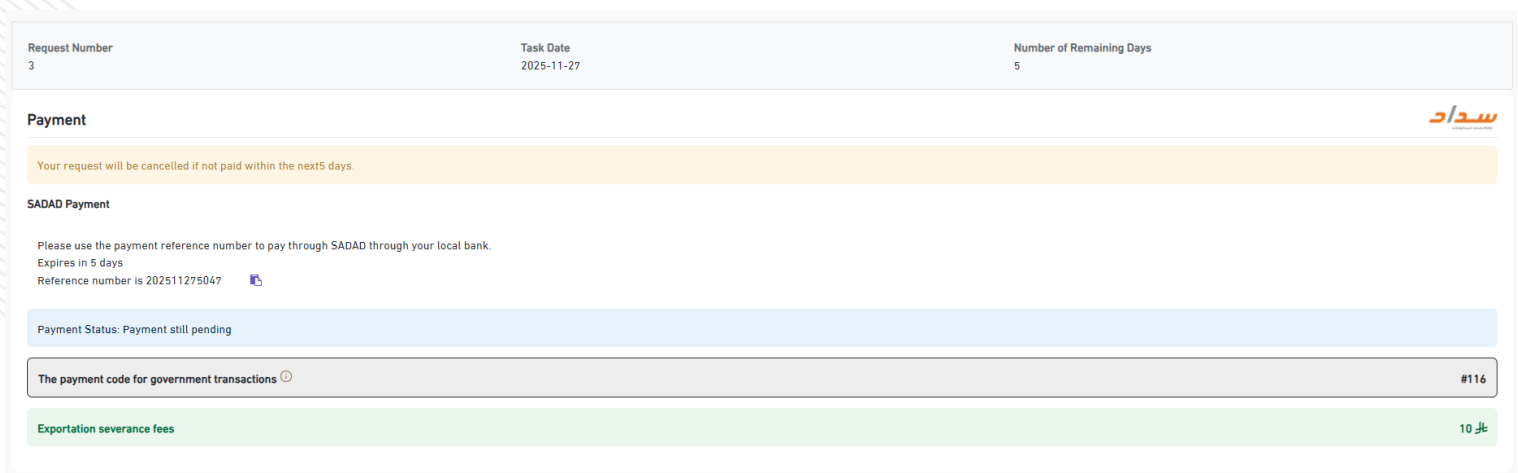 Request Number
3
Task Date
2025-11-27
Number of Remaining Days
5
Payment
سداد
Your request will be cancelled if not paid within the next5 days.
SADAD Payment
Please use the payment reference number to pay through SADAD through your local bank.
Expires in 5 days
Reference number is 202511275047
Payment Status: Payment still pending
The payment code for government transactions
#116
Exportation severance fees
10